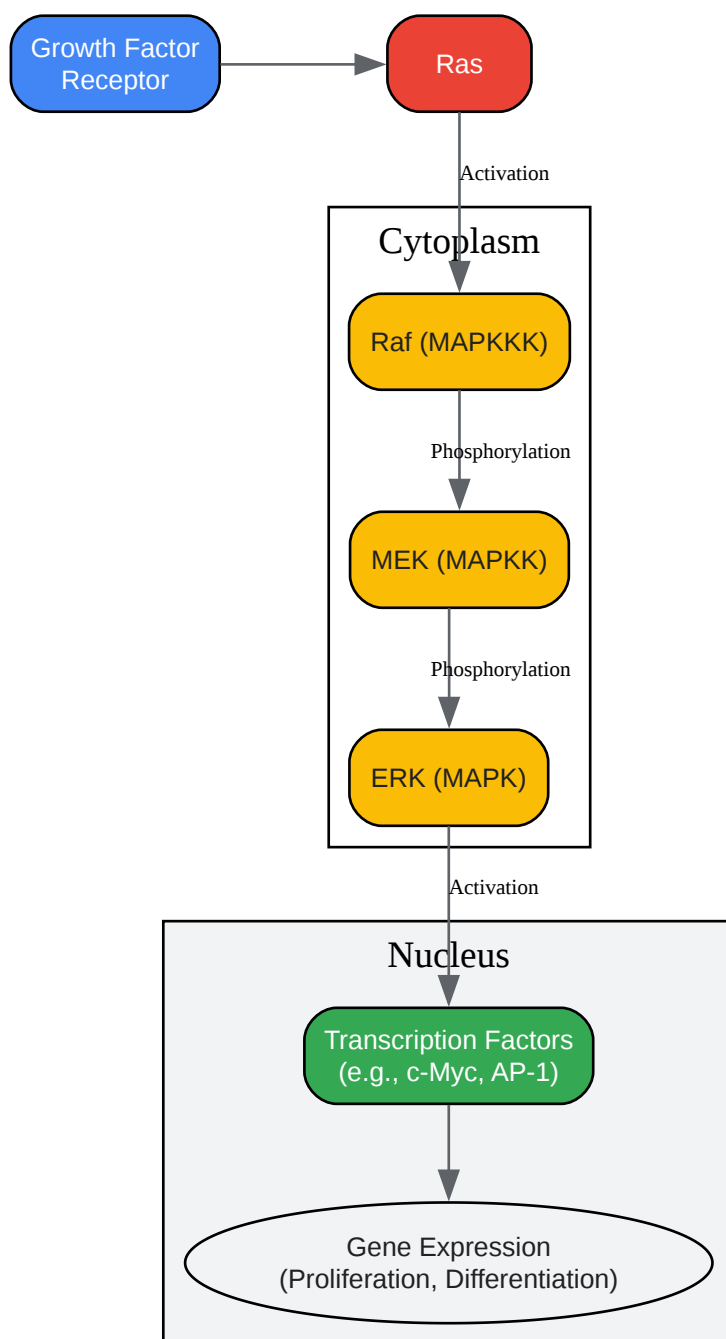 Growth Factor
Receptor
Ras
Activation
Cytoplasm
Raf (MAPKKK)
Phosphorylation
MEK (MAPKK)
Phosphorylation
ERK (MAPK)
Activation
Nucleus
Transcription Factors
(e.g., c-Myc, AP-1)
Gene Expression
(Proliferation, Differentiation)